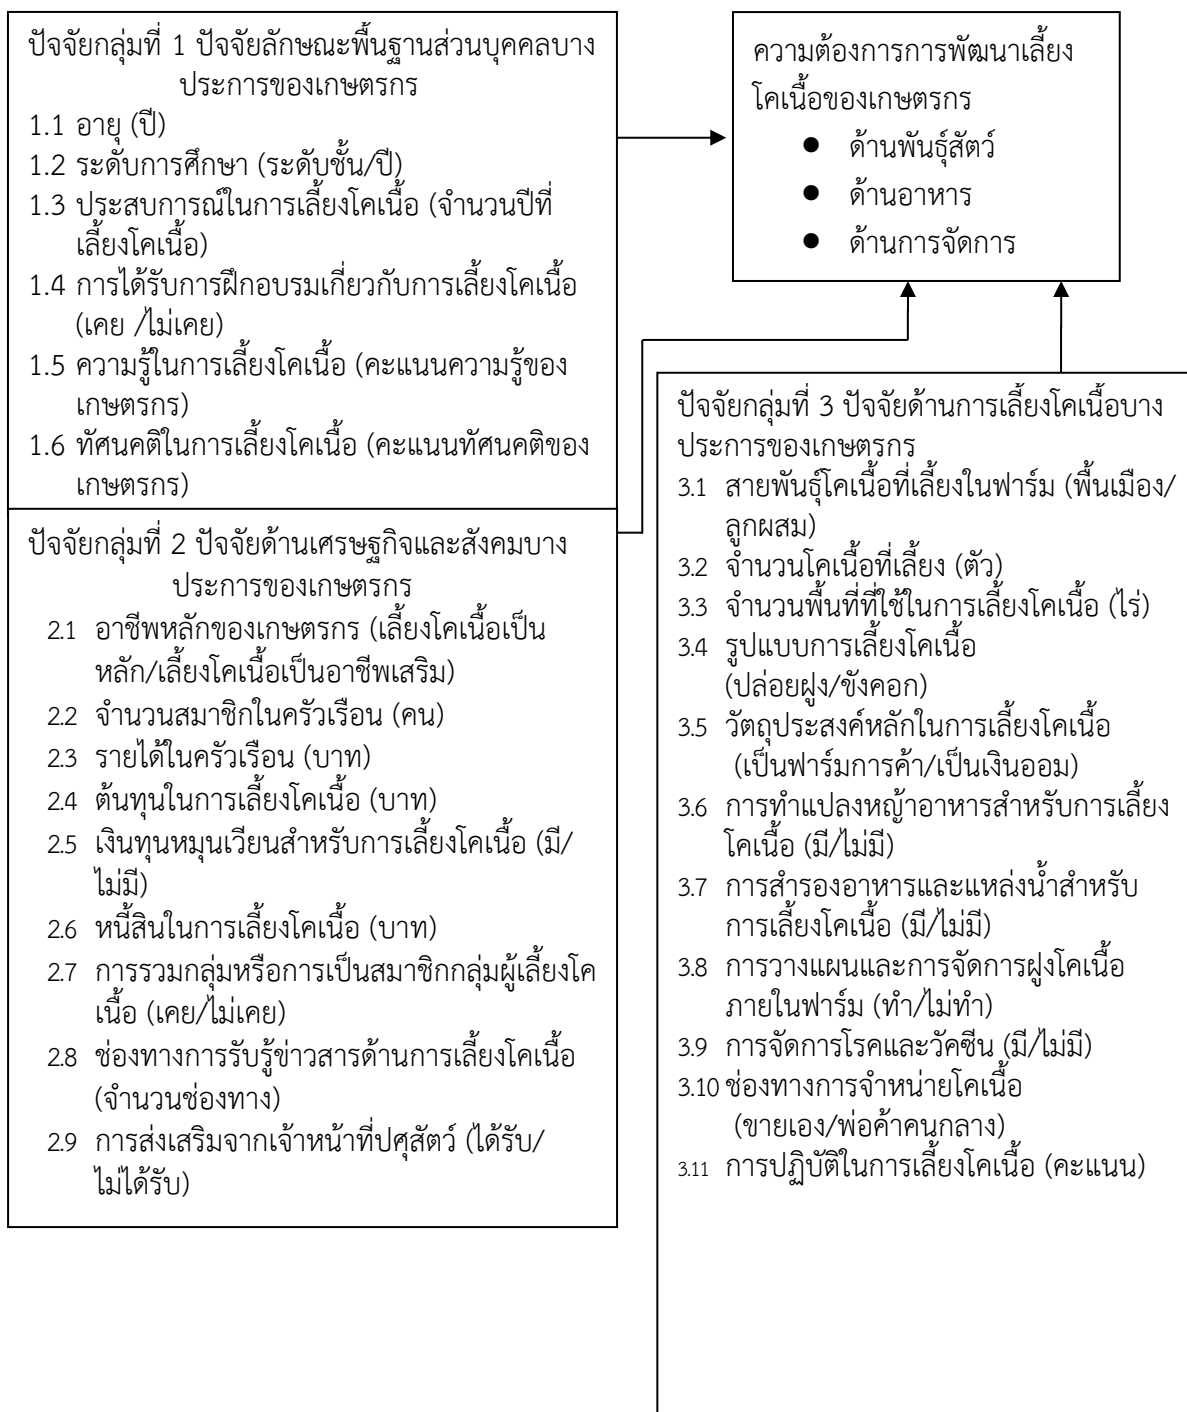 ปัจจัยกลุ่มที่ 1 ปัจจัยลักษณะพื้นฐานส่วนบุคคลบาง
ประการของเกษตรกร
1.1 อายุ (ปี)
1.2 ระดับการศึกษา (ระดับชั้น/ปี)
1.3 ประสบการณ์ในการเลี้ยงโคเนื้อ (จำนวนปีที่
เลี้ยงโคเนื้อ)
1.4 การได้รับการฝึกอบรมเกี่ยวกับการเลี้ยงโคเนื้อ
(เคย /ไม่เคย)
1.5 ความรู้ในการเลี้ยงโคเนื้อ (คะแนนความรู้ของ
เกษตรกร)
1.6 ทัศนคติในการเลี้ยงโคเนื้อ (คะแนนทัศนคติของ
เกษตรกร)
ปัจจัยกลุ่มที่ 2 ปัจจัยด้านเศรษฐกิจและสังคมบาง
ประการของเกษตรกร
2.1 อาชีพหลักของเกษตรกร (เลี้ยงโคเนื้อเป็น
หลัก/เลี้ยงโคเนื้อเป็นอาชีพเสริม)
2.2 จำนวนสมาชิกในครัวเรือน (คน)
2.3 รายได้ในครัวเรือน (บาท)
2.4 ต้นทุนในการเลี้ยงโคเนื้อ (บาท)
2.5 เงินทุนหมุนเวียนสำหรับการเลี้ยงโคเนื้อ (มี/
ไม่มี)
2.6 หนี้สินในการเลี้ยงโคเนื้อ (บาท)
2.7 การรวมกลุ่มหรือการเป็นสมาชิกกลุ่มผู้เลี้ยงโค
เนื้อ (เคย/ไม่เคย)
2.8 ช่องทางการรับรู้ข่าวสารด้านการเลี้ยงโคเนื้อ
(จำนวนช่องทาง)
2.9 การส่งเสริมจากเจ้าหน้าที่ปศุสัตว์ (ได้รับ/
ไม่ได้รับ)
ความต้องการการพัฒนาเลี้ยง
โคเนื้อของเกษตรกร
● ด้านพันธุ์สัตว์
● ด้านอาหาร
● ด้านการจัดการ
ปัจจัยกลุ่มที่ 3 ปัจจัยด้านการเลี้ยงโคเนื้อบาง
ประการของเกษตรกร
3.1 สายพันธุ์โคเนื้อที่เลี้ยงในฟาร์ม (พื้นเมือง/
ลูกผสม)
3.2 จำนวนโคเนื้อที่เลี้ยง (ตัว)
3.3 จำนวนพื้นที่ที่ใช้ในการเลี้ยงโคเนื้อ (ไร่)
3.4 รูปแบบการเลี้ยงโคเนื้อ
(ปล่อยฝูง/ขังคอก)
3.5 วัตถุประสงค์หลักในการเลี้ยงโคเนื้อ
(เป็นฟาร์มการค้า/เป็นเงินออม)
3.6 การทำแปลงหญ้าอาหารสำหรับการเลี้ยง
โคเนื้อ (มี/ไม่มี)
3.7 การสำรองอาหารและแหล่งน้ำสำหรับ
การเลี้ยงโคเนื้อ (มี/ไม่มี)
3.8 การวางแผนและการจัดการฝูงโคเนื้อ
ภายในฟาร์ม (ทำ/ไม่ทำ)
3.9 การจัดการโรคและวัคซีน (มี/ไม่มี)
3.10 ช่องทางการจำหน่ายโคเนื้อ
(ขายเอง/พ่อค้าคนกลาง)
3.11 การปฏิบัติในการเลี้ยงโคเนื้อ (คะแนน)